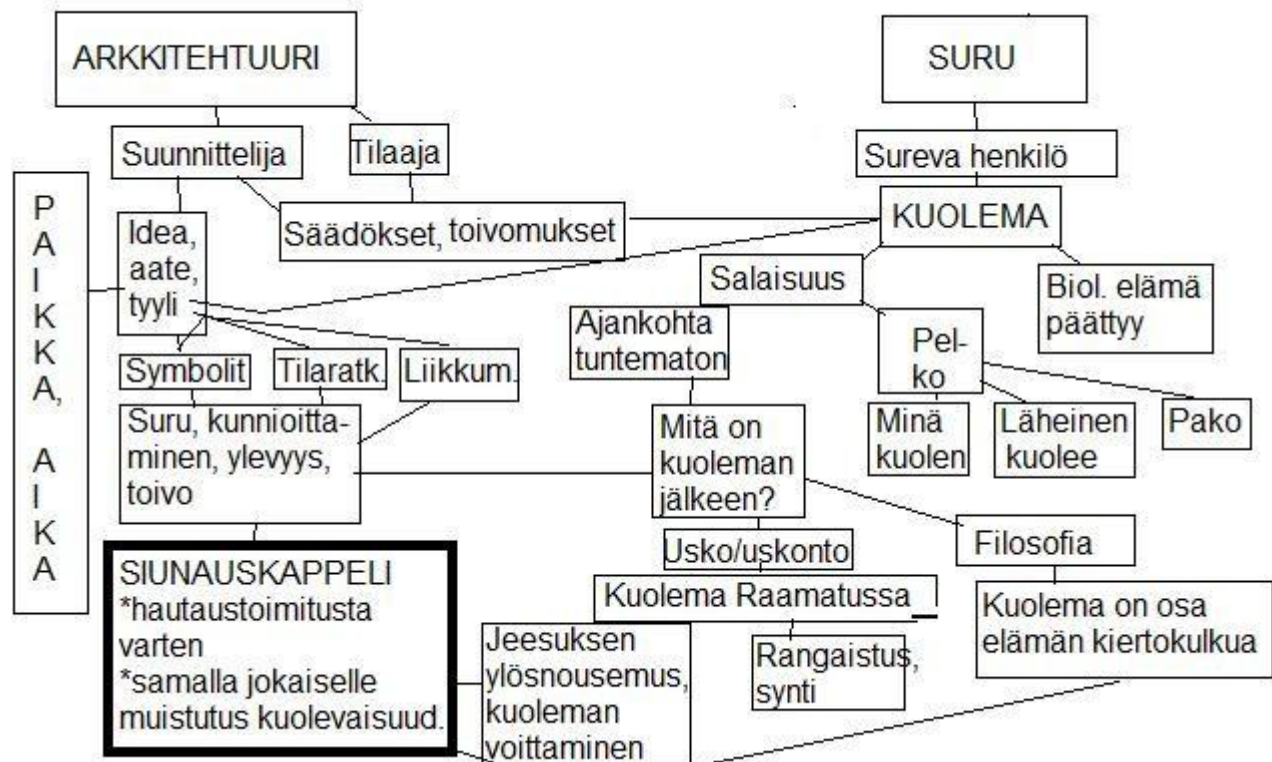 ARKKITEHTUURI
SURU
Suunnittelija
Tilaaja
Sureva henkilö
PAIKKA, AIKA
Idea,
aate,
tyyli
Säädökset, toivomukset
KUOLEMA
Salaisuus
Biol. elämä
päättyy
Ajankohta
tuntematon
Pel-
ko
Symbolit
Tilaratk.
Liikkum.
Minä
kuolen
Läheinen
kuolee
Pako
Suru, kunnioitta-
minen, ylevyys,
toivo
Mitä on
kuoleman
jälkeen?
Usko/uskonto
Filosofia
SIUNAUSKAPPELI
*hautaustoimitusta
varten
*samalla jokaiselle
muistutus kuolevaisuud.
Kuolema Raamatussa
Kuolema on osa
elämän kiertokulkua
Jeesuksen
ylösnousemus,
kuoleman
voittaminen
Rangaistus,
synti